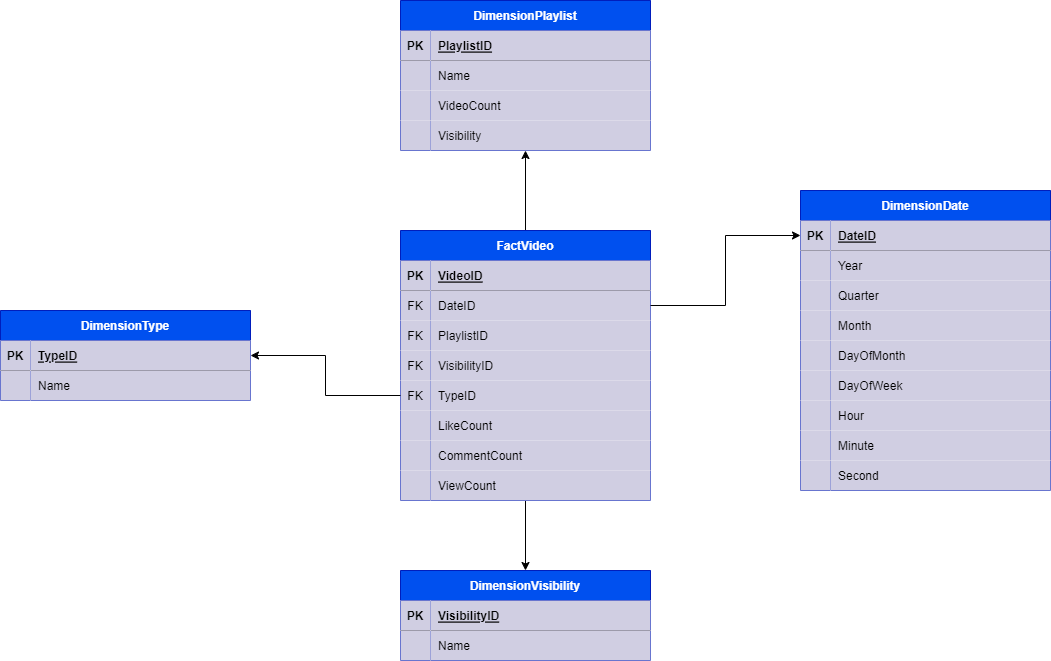 DimensionPlaylist
PK PlaylistID
Name
VideoCount
Visibility
FactVideo
PK VideoID
FK DateID
FK PlaylistID
FK VisibilityID
FK TypeID
LikeCount
CommentCount
ViewCount
DimensionDate
PK DateID
Year
Quarter
Month
DayOfMonth
DayOfWeek
Hour
Minute
Second
DimensionType
PK TypeID
Name
DimensionVisibility
PK VisibilityID
Name